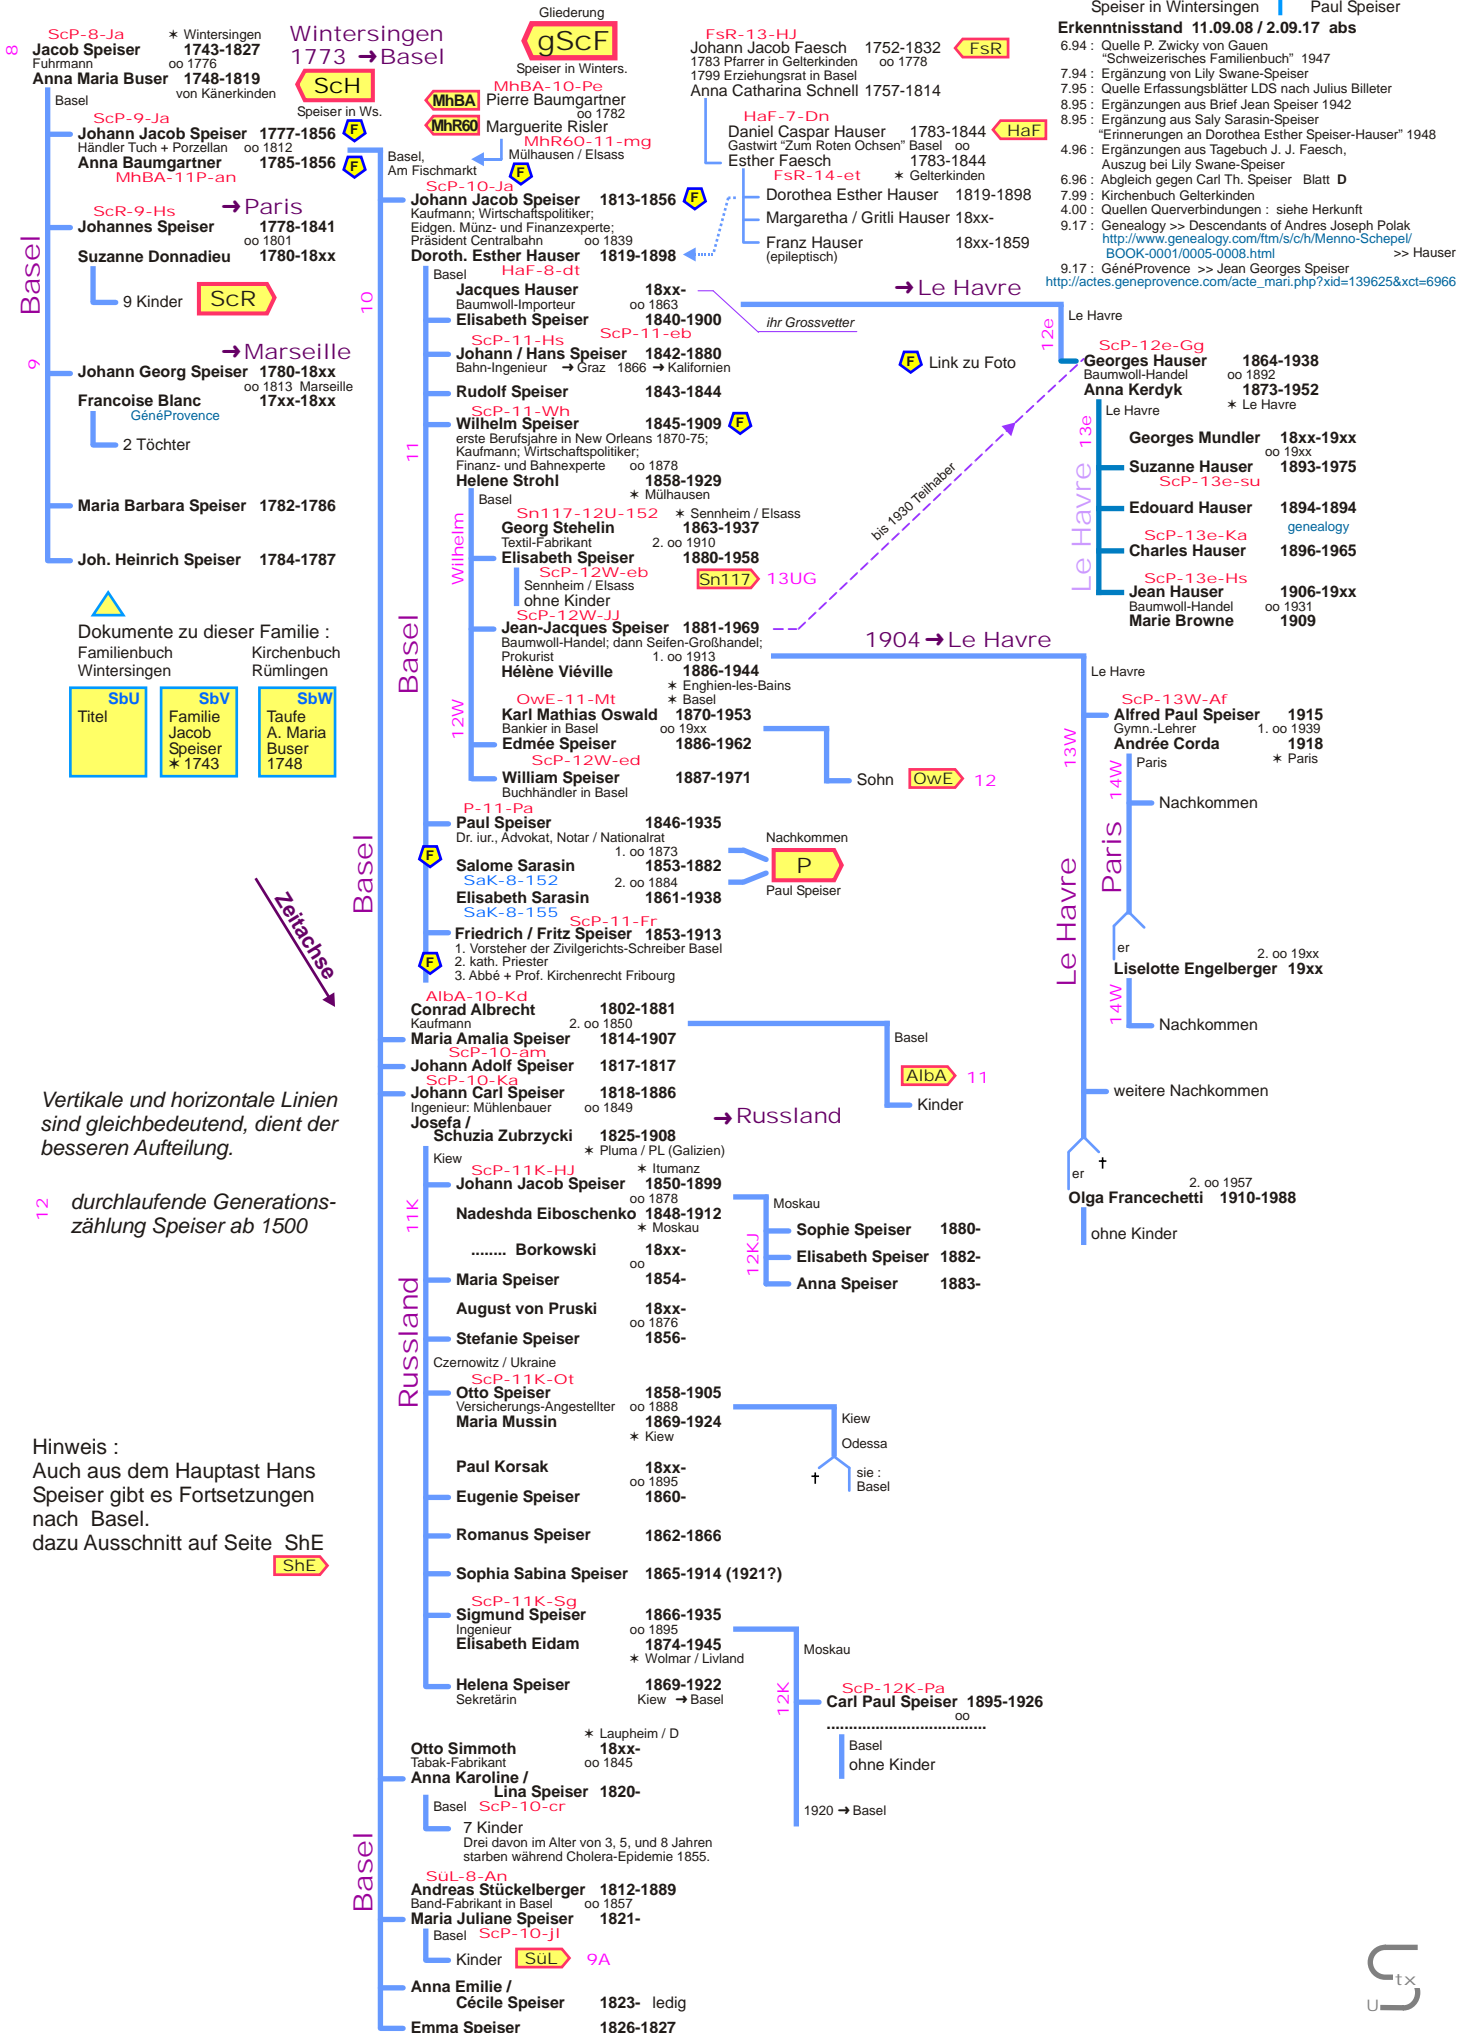 Speiser in Wintersingen
Paul Speiser
Erkenntnisstand 11.09.08 / 2.09.17 abs
6.94 : Quelle P. Zwicky von Gauen
"Schweizerisches Familienbuch" 1947
7.94 : Ergänzung von Lily Swane-Speiser
7.95 : Quelle Erfassungsblätter LDS nach Julius Billeter
8.95 : Ergänzungen aus Brief Jean Speiser 1942
8.95 : Ergänzung aus Saly Sarasin-Speiser
"Erinnerungen an Dorothea Esther Speiser-Hauser" 1948
4.96 : Ergänzungen aus Tagebuch J. J. Faesch,
Auszug bei Lily Swane-Speiser
6.96 : Abgleich gegen Carl Th. Speiser Blatt D
7.99 : Kirchenbuch Gelterkinden
4.00 : Quellen Querverbindungen : siehe Herkunft
9.17 : Genealogy >> Descendants of Andres Joseph Polak
http://www.genealogy.com/ftm/s/c/h/Menno-Schepel/
BOOK-0001/0005-0008.html >> Hauser
9.17 : GénéProvence >> Jean Georges Speiser
http://actes.geneprovence.com/acte_mari.php?xid=139625&xct=6966
8
ScP-8-Ja
✶ Wintersingen
Jacob Speiser 1743-1827
Fuhrmann oo 1776
Anna Maria Buser 1748-1819
von Känerkinden
Wintersingen
1773 ➔ Basel
ScH
Speiser in Ws.
Gliederung
gScF
Speiser in Winters.
MhBA-10-Pe
MhBA Pierre Baumgartner
oo 1782
MhR60 Marguerite Risler
MhR60-11-mg
Mülhausen / Elsass
F
Basel,
Am Fischmarkt
FsR-13-HJ
Johann Jacob Faesch 1752-1832 FsR
1783 Pfarrer in Gelterkinden oo 1778
1799 Erziehungsrat in Basel
Anna Catharina Schnell 1757-1814
HaF-7-Dn
Daniel Caspar Hauser 1783-1844 HaF
Gastwirt "Zum Roten Ochsen" Basel oo
Esther Faesch 1783-1844
FsR-14-et ✶ Gelterkinden
Dorothea Esther Hauser 1819-1898
Margaretha / Gritli Hauser 18xx-
Franz Hauser 18xx-1859
(epileptisch)
Basel
Basel
9
ScP-9-Ja
Johann Jacob Speiser 1777-1856 F
Händler Tuch + Porzellan oo 1812
Anna Baumgartner 1785-1856 F
MhBA-11P-an
ScR-9-Hs
➔ Paris
Johannes Speiser 1778-1841
oo 1801
Suzanne Donnadieu 1780-18xx
9 Kinder ScR
➔ Marseille
Johann Georg Speiser 1780-18xx
oo 1813 Marseille
Francoise Blanc 17xx-18xx
GénéProvence
2 Töchter
Maria Barbara Speiser 1782-1786
Joh. Heinrich Speiser 1784-1787
Dokumente zu dieser Familie :
Familienbuch
Wintersingen
Kirchenbuch
Rümlingen
SbU
Titel
SbV
Familie
Jacob
Speiser
✶ 1743
SbW
Taufe
A. Maria
Buser
1748
Zeitachse
Vertikale und horizontale Linien
sind gleichbedeutend, dient der
besseren Aufteilung.
12
durchlaufende Generations-
zählung Speiser ab 1500
Hinweis :
Auch aus dem Hauptast Hans
Speiser gibt es Fortsetzungen
nach Basel.
dazu Ausschnitt auf Seite ShE
ShE
10
Basel
Basel
ScP-10-Ja
Johann Jacob Speiser 1813-1856 F
Kaufmann; Wirtschaftspolitiker;
Eidgen. Münz- und Finanzexperte;
Präsident Centralbahn oo 1839
Doroth. Esther Hauser 1819-1898
HaF-8-dt
Basel
11
Basel
Jacques Hauser 18xx-
Baumwoll-Importeur oo 1863
Elisabeth Speiser 1840-1900
ScP-11-eb
ihr Grossvetter
➔ Le Havre
ScP-11-Hs
Johann / Hans Speiser 1842-1880
Bahn-Ingenieur ➔ Graz 1866 ➔ Kalifornien
Rudolf Speiser 1843-1844
F Link zu Foto
ScP-11-Wh
Wilhelm Speiser 1845-1909 F
erste Berufsjahre in New Orleans 1870-75;
Kaufmann; Wirtschaftspolitiker;
Finanz- und Bahnexperte oo 1878
Helene Strohl 1858-1929
✶ Mülhausen
Basel
Wilhelm
12W
Sn117-12U-152 ✶ Sennheim / Elsass
Georg Stehelin 1863-1937
Textil-Fabrikant 2. oo 1910
Elisabeth Speiser 1880-1958
ScP-12W-eb
Sn117 13UG
Sennheim / Elsass
ohne Kinder
ScP-12W-JJ
Jean-Jacques Speiser 1881-1969
Baumwoll-Handel; dann Seifen-Großhandel;
Prokurist 1. oo 1913
Hélène Viéville 1886-1944
✶ Enghien-les-Bains
bis 1930 Teilhaber
1904 ➔ Le Havre
OwE-11-Mt ✶ Basel
Karl Mathias Oswald 1870-1953
Bankier in Basel oo 19xx
Edmée Speiser 1886-1962
ScP-12W-ed
Sohn OwE 12
William Speiser 1887-1971
Buchhändler in Basel
P-11-Pa
Paul Speiser 1846-1935
Dr. iur., Advokat, Notar / Nationalrat
1. oo 1873
F
Salome Sarasin 1853-1882
SaK-8-152 2. oo 1884
Elisabeth Sarasin 1861-1938
SaK-8-155
Nachkommen
P
Paul Speiser
ScP-11-Fr
Friedrich / Fritz Speiser 1853-1913
1. Vorsteher der Zivilgerichts-Schreiber Basel
2. kath. Priester
F
3. Abbé + Prof. Kirchenrecht Fribourg
12e
Le Havre
ScP-12e-Gg
Georges Hauser 1864-1938
Baumwoll-Handel oo 1892
Anna Kerdyk 1873-1952
✶ Le Havre
Le Havre
13e
Le Havre
Georges Mundler 18xx-19xx
oo 19xx
Suzanne Hauser 1893-1975
ScP-13e-su
Edouard Hauser 1894-1894
genealogy
ScP-13e-Ka
Charles Hauser 1896-1965
ScP-13e-Hs
Jean Hauser 1906-19xx
Baumwoll-Handel oo 1931
Marie Browne 1909
Le Havre
13W
Le Havre
ScP-13W-Af
Alfred Paul Speiser 1915
Gymn.-Lehrer 1. oo 1939
Andrée Corda 1918
✶ Paris
Paris
14W
Paris
Nachkommen
er
2. oo 19xx
Liselotte Engelberger 19xx
14W
Nachkommen
weitere Nachkommen
er
✝
2. oo 1957
Olga Francechetti 1910-1988
ohne Kinder
AlbA-10-Kd
Conrad Albrecht 1802-1881
Kaufmann 2. oo 1850
Maria Amalia Speiser 1814-1907
ScP-10-am
Basel
AlbA 11
Kinder
Johann Adolf Speiser 1817-1817
ScP-10-Ka
Johann Carl Speiser 1818-1886
Ingenieur: Mühlenbauer oo 1849
Josefa /
Schuzia Zubrzycki 1825-1908
✶ Pluma / PL (Galizien)
➔ Russland
Kiew
11K
Russland
ScP-11K-HJ ✶ Itumanz
Johann Jacob Speiser 1850-1899
oo 1878
Nadeshda Eiboschenko 1848-1912
✶ Moskau
Moskau
12KJ
Sophie Speiser 1880-
Elisabeth Speiser 1882-
Anna Speiser 1883-
........ Borkowski 18xx-
oo
Maria Speiser 1854-
August von Pruski 18xx-
oo 1876
Stefanie Speiser 1856-
Czernowitz / Ukraine
ScP-11K-Ot
Otto Speiser 1858-1905
Versicherungs-Angestellter oo 1888
Maria Mussin 1869-1924
✶ Kiew
Kiew
Odessa
✝
sie :
Basel
Paul Korsak 18xx-
oo 1895
Eugenie Speiser 1860-
Romanus Speiser 1862-1866
Sophia Sabina Speiser 1865-1914 (1921?)
ScP-11K-Sg
Sigmund Speiser 1866-1935
Ingenieur oo 1895
Elisabeth Eidam 1874-1945
✶ Wolmar / Livland
Helena Speiser 1869-1922
Sekretärin Kiew ➔ Basel
Moskau
12K
ScP-12K-Pa
Carl Paul Speiser 1895-1926
oo
....................................
Basel
ohne Kinder
1920 ➔ Basel
✶ Laupheim / D
Otto Simmoth 18xx-
Tabak-Fabrikant oo 1845
Anna Karoline /
Lina Speiser 1820-
Basel ScP-10-cr
7 Kinder
Drei davon im Alter von 3, 5, und 8 Jahren
starben während Cholera-Epidemie 1855.
Basel
SüL-8-An
Andreas Stückelberger 1812-1889
Band-Fabrikant in Basel oo 1857
Maria Juliane Speiser 1821-
Basel ScP-10-jl
Kinder SüL 9A
Anna Emilie /
Cécile Speiser 1823- ledig
Emma Speiser 1826-1827
S
tx
U